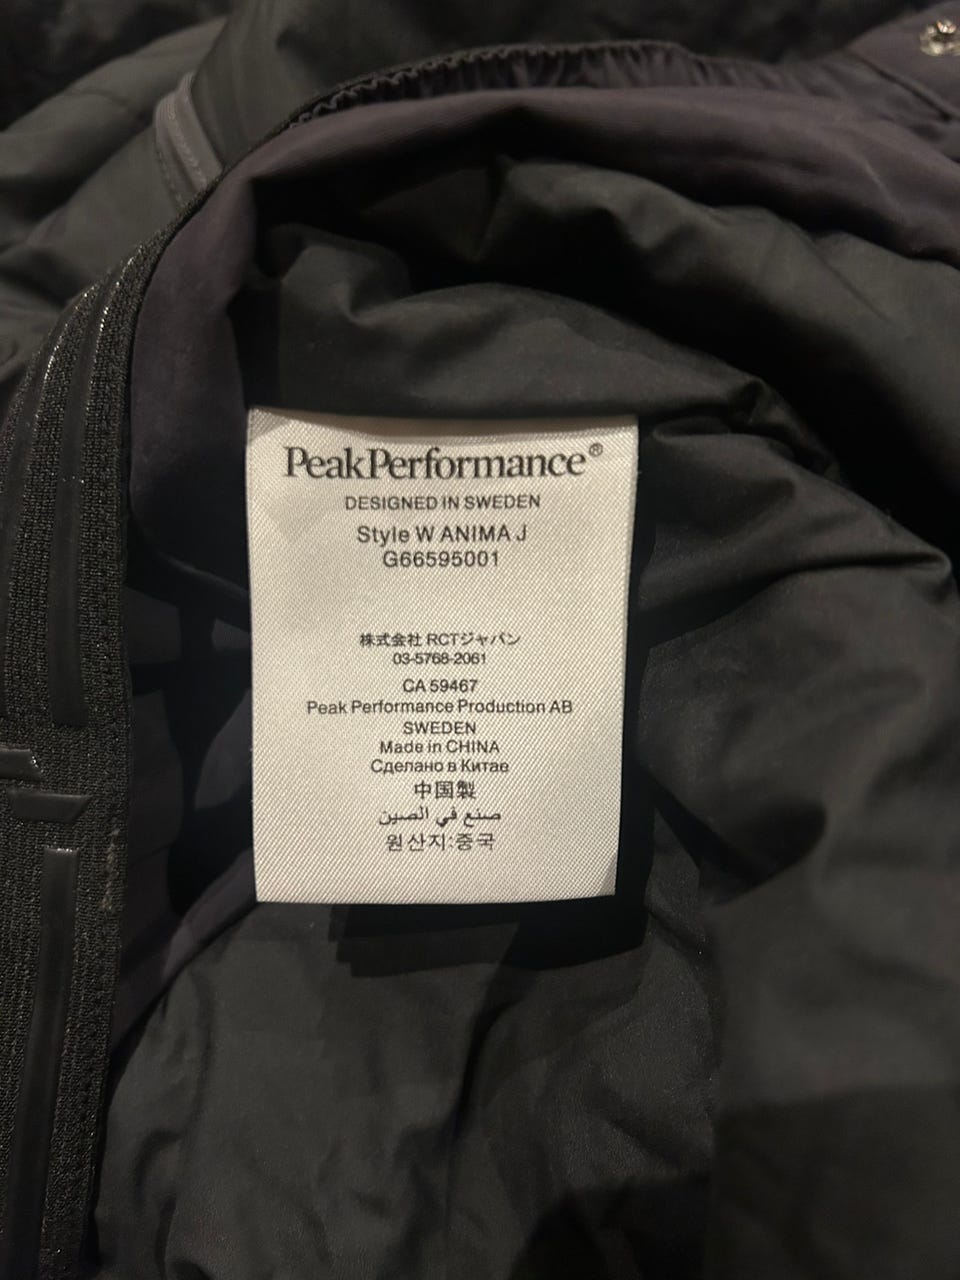 PeakPerformance®
DESIGNED IN SWEDEN
Style W ANIMA J
G66595001
株式会社 RCTジャパン
03-5768-2061
CA 59467
Peak Performance Production AB
SWEDEN
Made in CHINA
Сделано в Китае
中国製
صنع في الصين
원산지:중국